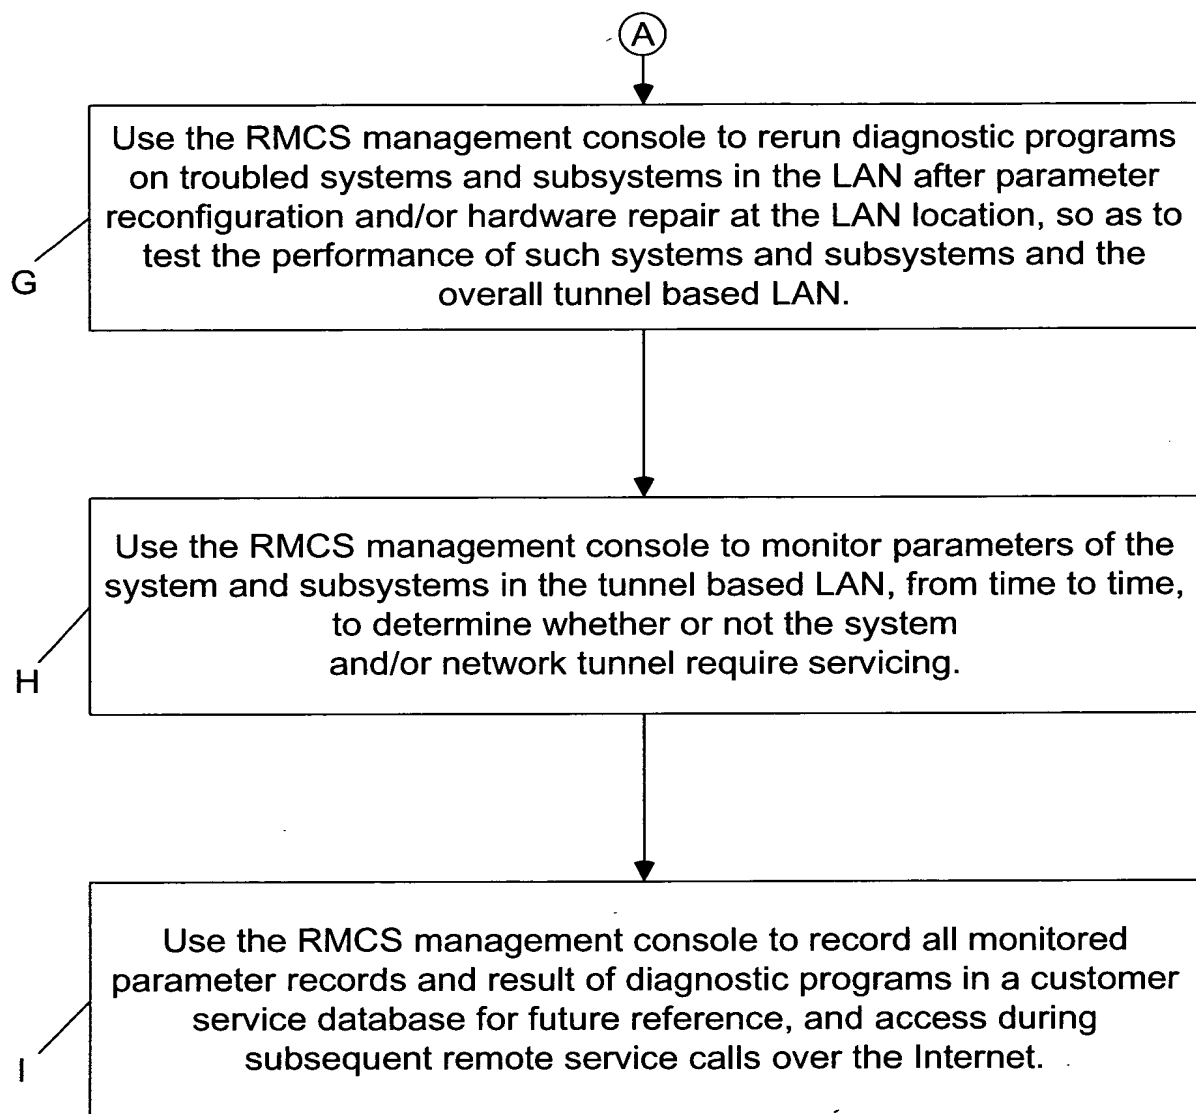 A
Use the RMCS management console to rerun diagnostic programs
on troubled systems and subsystems in the LAN after parameter
reconfiguration and/or hardware repair at the LAN location, so as to
test the performance of such systems and subsystems and the
overall tunnel based LAN.
G
Use the RMCS management console to monitor parameters of the
system and subsystems in the tunnel based LAN, from time to time,
to determine whether or not the system
and/or network tunnel require servicing.
H
Use the RMCS management console to record all monitored
parameter records and result of diagnostic programs in a customer
service database for future reference, and access during
subsequent remote service calls over the Internet.
I